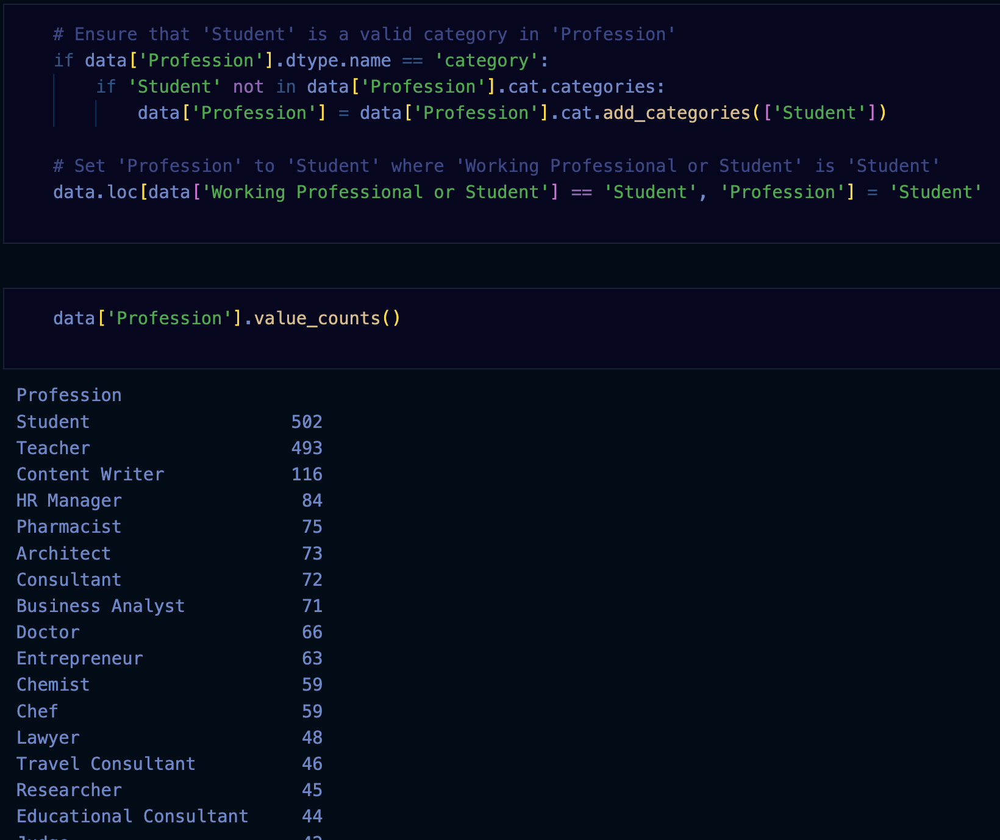 # Ensure that 'Student' is a valid category in 'Profession'
if data['Profession'].dtype.name == 'category':
    if 'Student' not in data['Profession'].cat.categories:
        data['Profession'] = data['Profession'].cat.add_categories(['Student'])
# Set 'Profession' to 'Student' where 'Working Professional or Student' is 'Student'
data.loc[data['Working Professional or Student'] == 'Student', 'Profession'] = 'Student'
data['Profession'].value_counts()
Profession
Student 502
Teacher 493
Content Writer 116
HR Manager 84
Pharmacist 75
Architect 73
Consultant 72
Business Analyst 71
Doctor 66
Entrepreneur 63
Chemist 59
Chef 59
Lawyer 48
Travel Consultant 46
Researcher 45
Educational Consultant 44